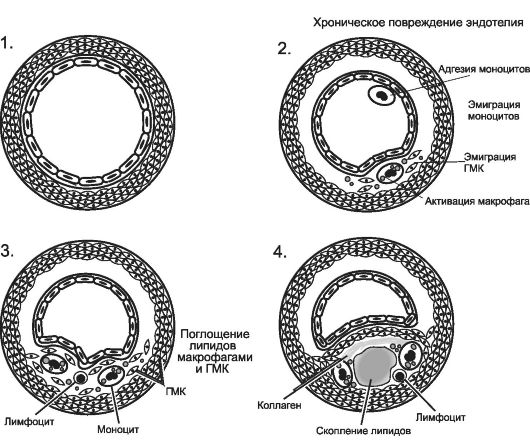 Хроническое повреждение эндотелия
1.
2.
Адгезия моноцитов
Эмиграция
моноцитов
Эмиграция
ГМК
Активация макрофага
3.
4.
Поглощение
липидов
макрофагами
и ГМК
ГМК
Лимфоцит
Моноцит
Коллаген
Скопление липидов
Лимфоцит